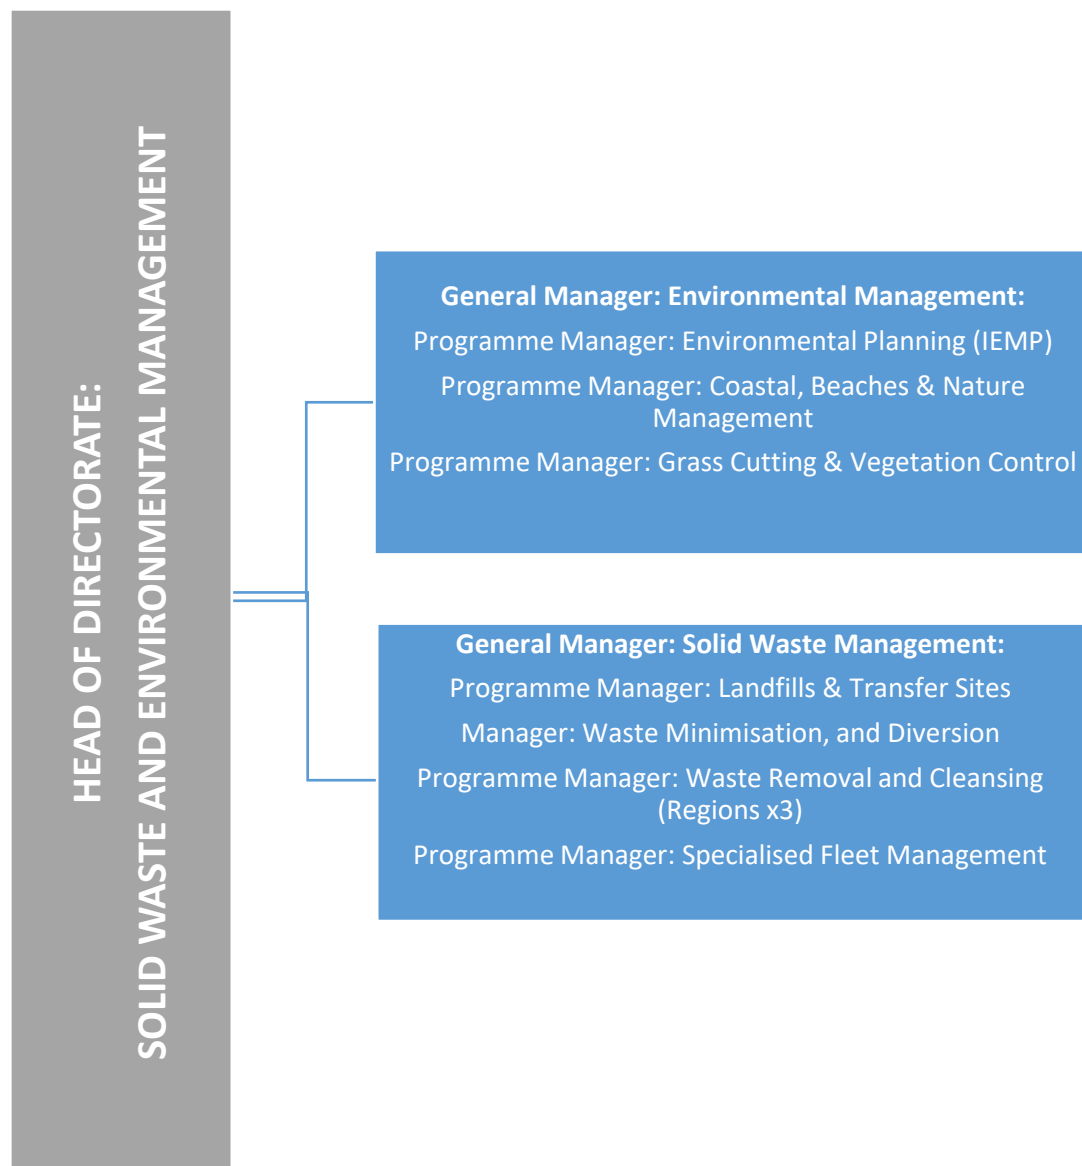 HEAD OF DIRECTORATE:
SOLID WASTE AND ENVIRONMENTAL MANAGEMENT
General Manager: Environmental Management:
Programme Manager: Environmental Planning (IEMP)
Programme Manager: Coastal, Beaches & Nature
Management
Programme Manager: Grass Cutting & Vegetation Control
General Manager: Solid Waste Management:
Programme Manager: Landfills & Transfer Sites
Manager: Waste Minimisation, and Diversion
Programme Manager: Waste Removal and Cleansing
(Regions x3)
Programme Manager: Specialised Fleet Management